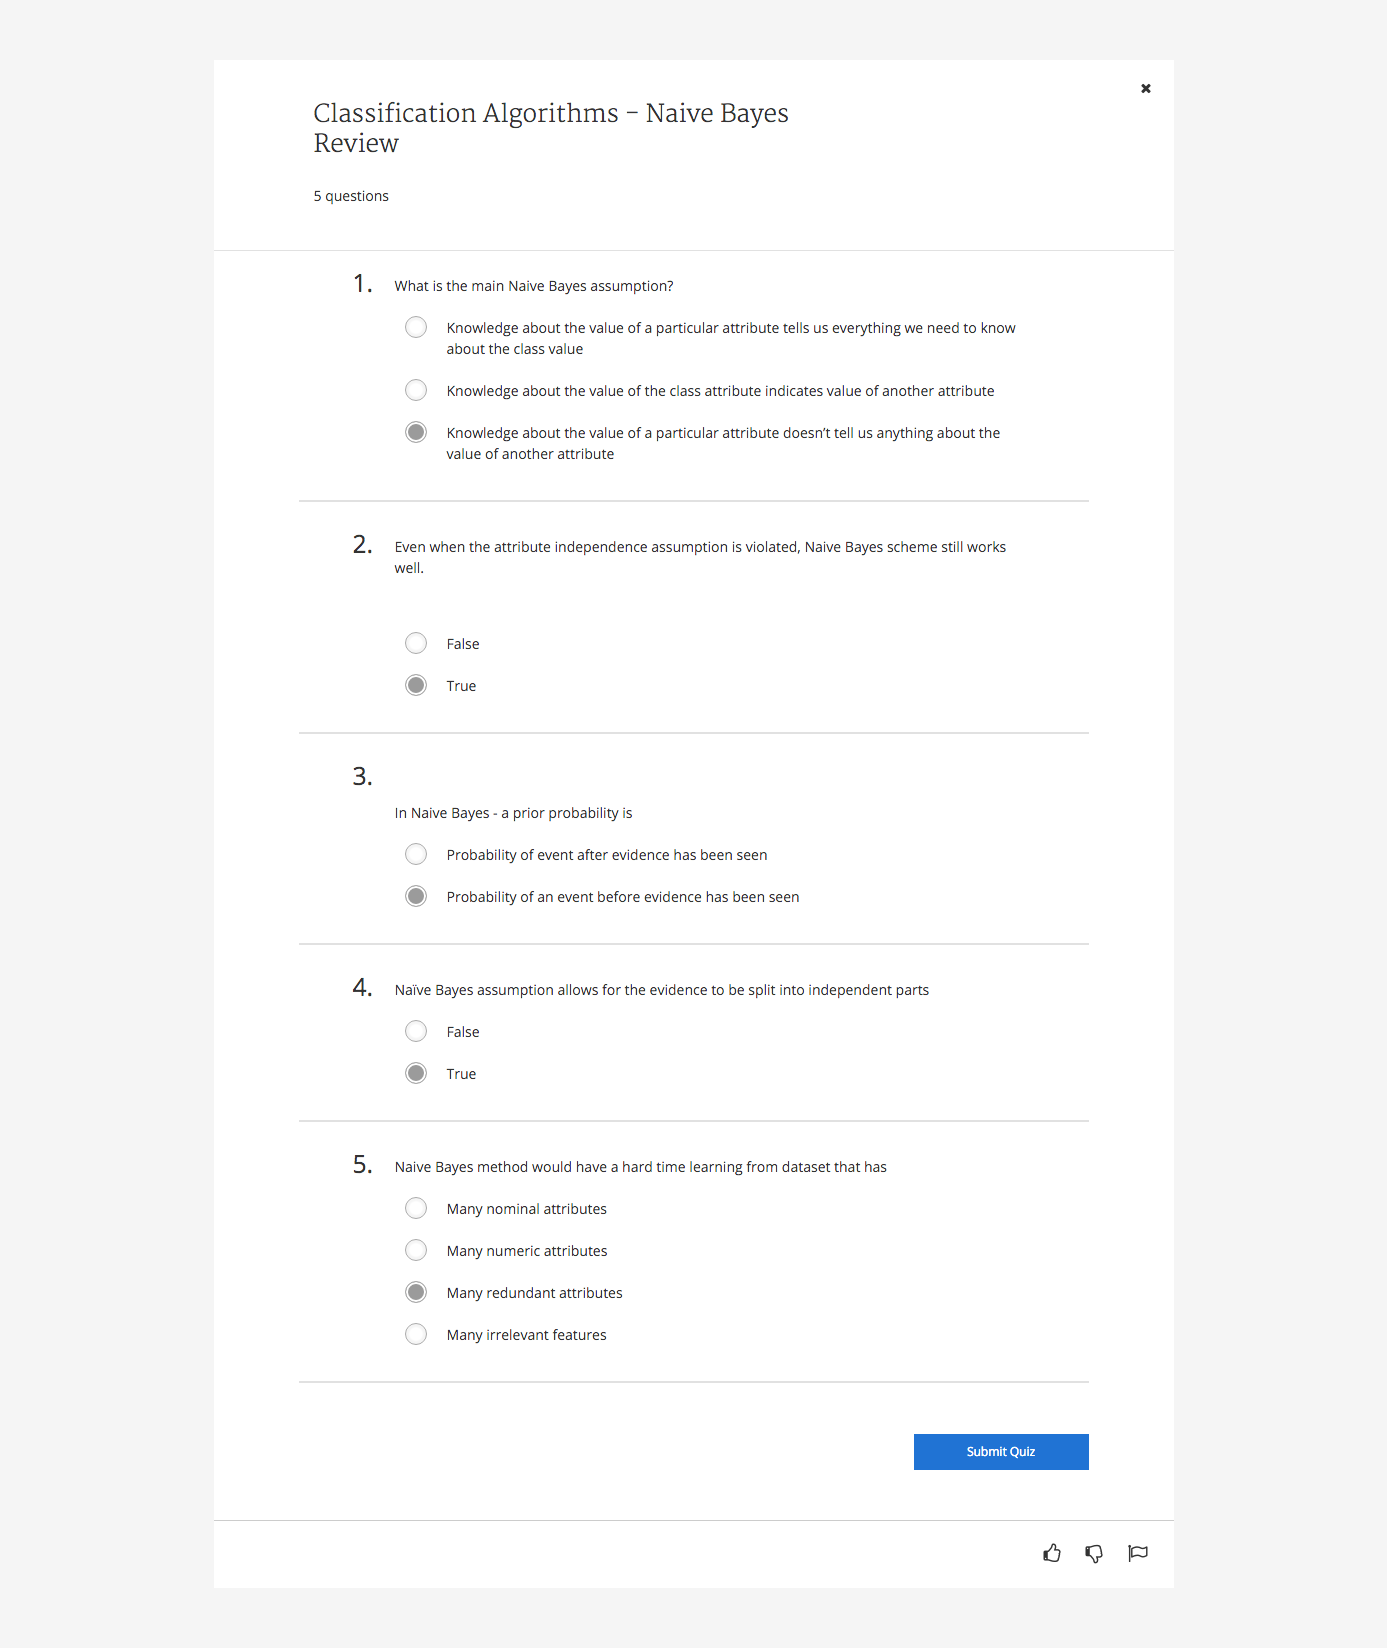 Classification Algorithms – Naive Bayes
Review
5 questions
1.
What is the main Naive Bayes assumption?
Knowledge about the value of a particular attribute tells us everything we need to know
about the class value
Knowledge about the value of the class attribute indicates value of another attribute
Knowledge about the value of a particular attribute doesn’t tell us anything about the
value of another attribute
2.
Even when the attribute independence assumption is violated, Naive Bayes scheme still works
well.
False
True
3.
In Naive Bayes - a prior probability is
Probability of event after evidence has been seen
Probability of an event before evidence has been seen
4.
Naïve Bayes assumption allows for the evidence to be split into independent parts
False
True
5.
Naive Bayes method would have a hard time learning from dataset that has
Many nominal attributes
Many numeric attributes
Many redundant attributes
Many irrelevant features
Submit Quiz